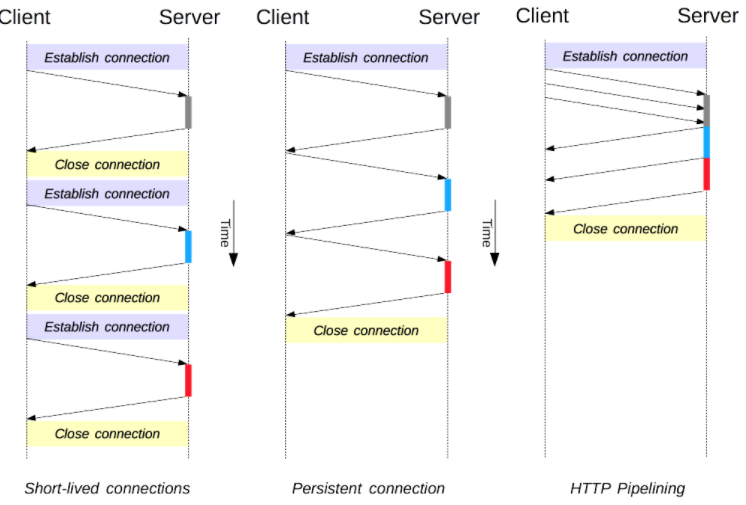 Client Server
Establish connection
Close connection
Establish connection
Close connection
Establish connection
Close connection
Time
Short-lived connections
Client Server
Establish connection
Close connection
Time
Persistent connection
Client Server
Establish connection
Close connection
HTTP Pipelining